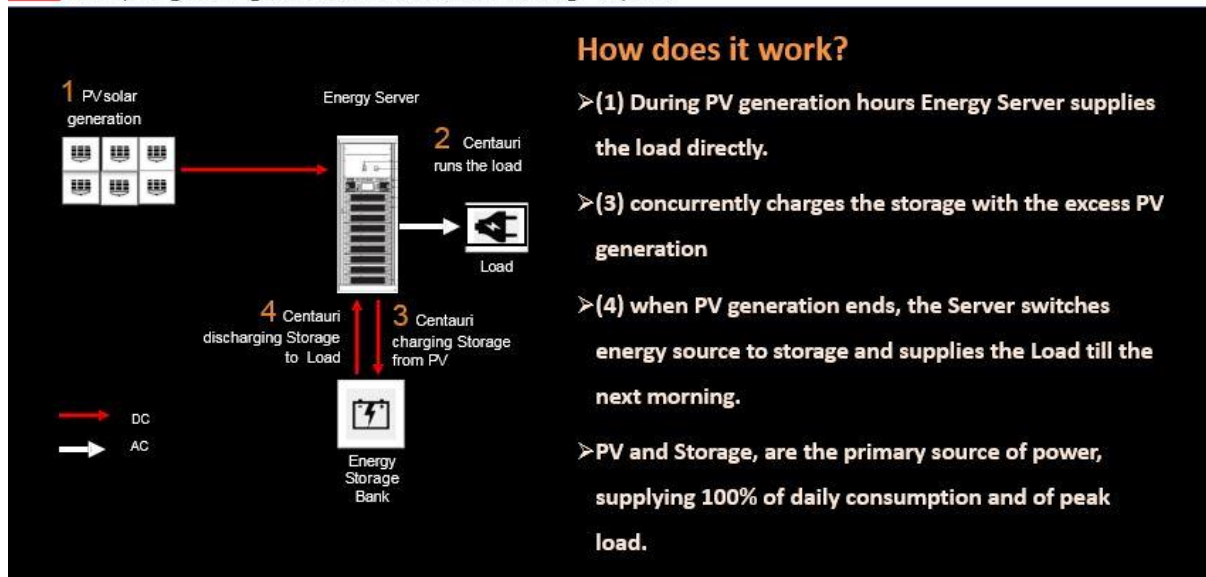 How does it work?
1 PV solar
generation
Energy Server
2 Centauri
runs the load
Load
4 Centauri
discharging Storage
to Load
3 Centauri
charging Storage
from PV
DC
AC
Energy
Storage
Bank
➢(1) During PV generation hours Energy Server supplies
the load directly.
➢(3) concurrently charges the storage with the excess PV
generation
➢(4) when PV generation ends, the Server switches
energy source to storage and supplies the Load till the
next morning.
➢PV and Storage, are the primary source of power,
supplying 100% of daily consumption and of peak
load.